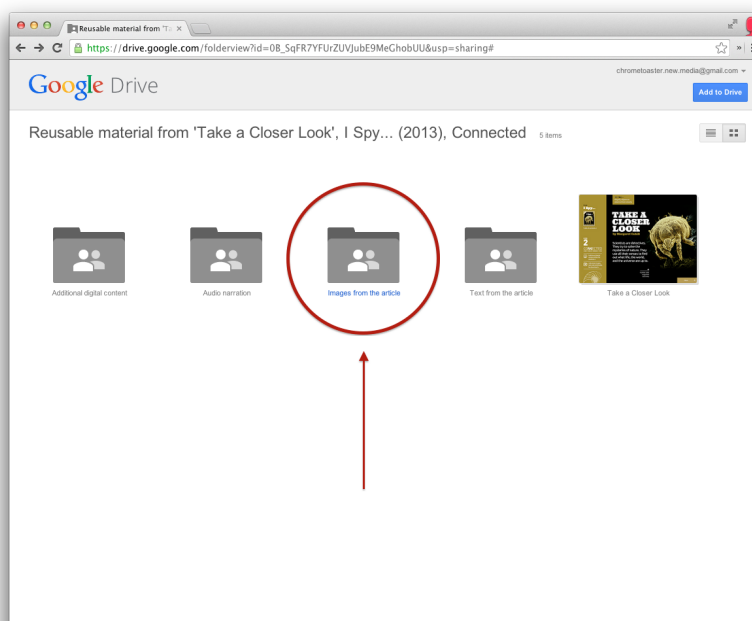 Reusable material from "Ta
https://drive.google.com/folderview?id=0B_SqFR7YFUrZUVJubE9MeGhobUU&usp=sharing#
chrometoaster.new.media@gmail.com
Google Drive
Add to Drive
Reusable material from 'Take a Closer Look', I Spy... (2013), Connected
5 items
I Spy...
TAKE A
CLOSER
LOOK
2
Additional digital content
Audio narration
Images from the article
Text from the article
Take a Closer Look